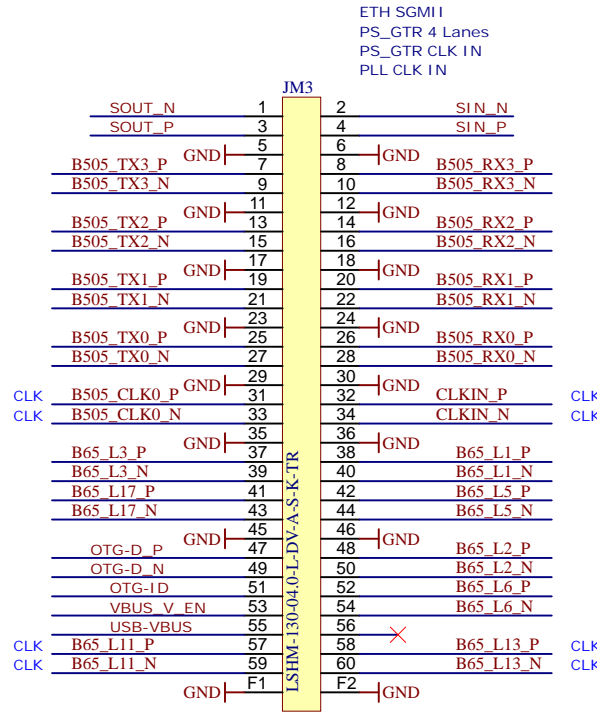 ETH SGMII
PS_GTR 4 Lanes
PS_GTR CLK IN
PLL CLK IN
JM3
SOUT_N 1 2 SIN_N
SOUT_P 3 4 SIN_P
GND 5 6 GND
B505_TX3_P 7 8 B505_RX3_P
B505_TX3_N 9 10 B505_RX3_N
GND 11 12 GND
B505_TX2_P 13 14 B505_RX2_P
B505_TX2_N 15 16 B505_RX2_N
GND 17 18 GND
B505_TX1_P 19 20 B505_RX1_P
B505_TX1_N 21 22 B505_RX1_N
GND 23 24 GND
B505_TX0_P 25 26 B505_RX0_P
B505_TX0_N 27 28 B505_RX0_N
GND 29 30 GND
CLK B505_CLK0_P 31 32 CLKIN_P CLK
CLK B505_CLK0_N 33 34 CLKIN_N CLK
GND 35 36 GND
B65_L3_P 37 38 B65_L1_P
B65_L3_N 39 40 B65_L1_N
B65_L17_P 41 42 B65_L5_P
B65_L17_N 43 44 B65_L5_N
GND 45 46 GND
OTG-D_P 47 48 B65_L2_P
OTG-D_N 49 50 B65_L2_N
OTG-ID 51 52 B65_L6_P
VBUS_V_EN 53 54 B65_L6_N
USB-VBUS 55 56
CLK B65_L11_P 57 58 B65_L13_P CLK
CLK B65_L11_N 59 60 B65_L13_N CLK
GND F1 F2 GND
LSHM-130-04.0-L-DV-A-S-K-TR